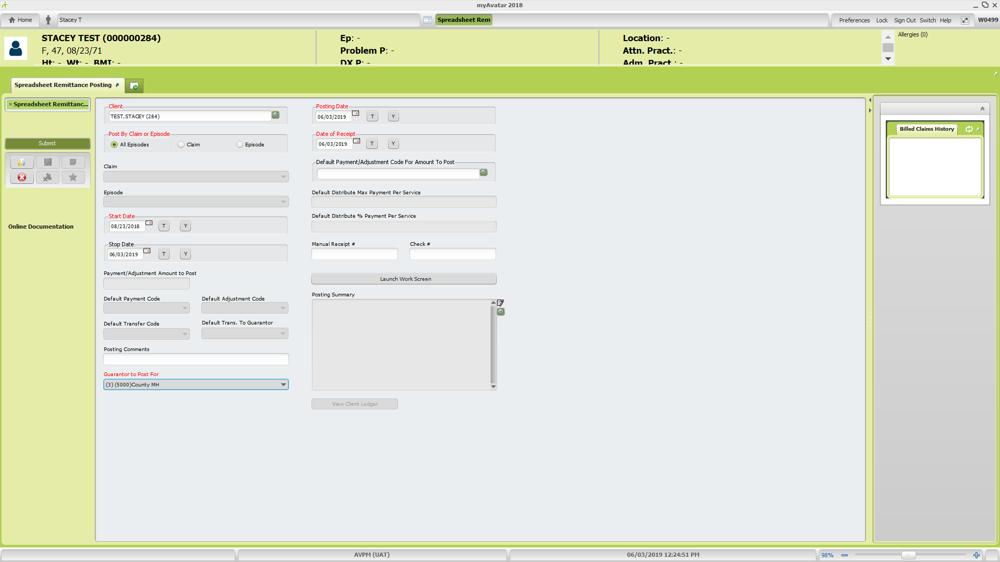 myAvatar 2018
Home
Stacey T
Spreadsheet Rem
Preferences Lock Sign Out Switch Help W0499
STACEY TEST (000000284)
F, 47, 08/23/71
Ht: - Wt: - BMI: -
Ep: -
Problem P: -
DX P: -
Location: -
Attn. Pract.: -
Adm. Pract.: -
Allergies (0)
Spreadsheet Remittance Posting
Spreadsheet Remittanc...
Submit
Online Documentation
Client
TEST,STACEY (284)
Post By Claim or Episode
All Episodes Claim Episode
Claim
Episode
Start Date
08/23/2018 T Y
Stop Date
06/03/2019 T Y
Payment/Adjustment Amount to Post
Default Payment Code Default Adjustment Code
Default Transfer Code Default Trans. To Guarantor
Posting Comments
Guarantor to Post For
(3) (5000)County MH
Posting Date
06/03/2019 T Y
Date of Receipt
06/03/2019 T Y
Default Payment/Adjustment Code For Amount To Post
Default Distribute Max Payment Per Service
Default Distribute % Payment Per Service
Manual Receipt # Check #
Launch Work Screen
Posting Summary
View Client Ledger
Billed Claims History
AVPM (UAT)
06/03/2019 12:24:51 PM
98%